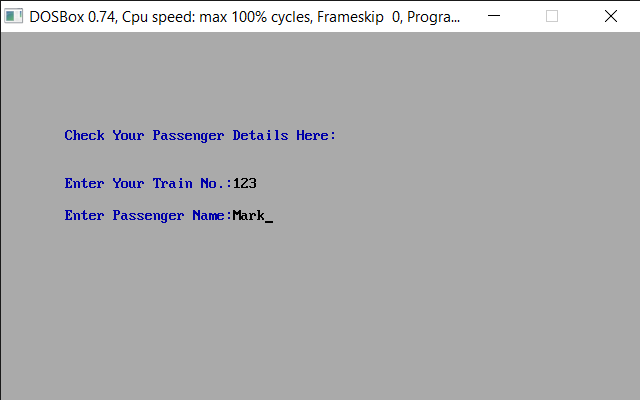 DOSBox 0.74, Cpu speed: max 100% cycles, Frameskip  0, Progra...
Check Your Passenger Details Here:
Enter Your Train No.:123
Enter Passenger Name:Mark_